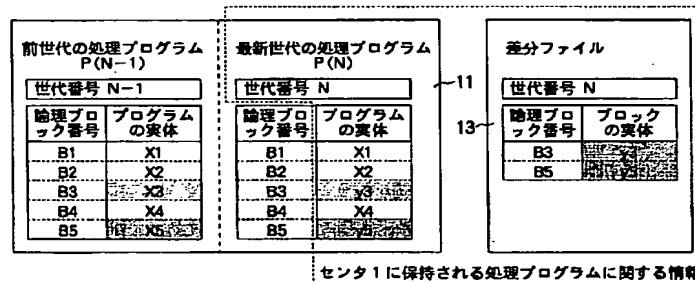 前世代の処理プログラム
P(N-1)
世代番号 N-1
論理ブロック番号 プログラムの実体
B1 X1
B2 X2
B3 X3
B4 X4
B5 X5
最新世代の処理プログラム
P(N)
世代番号 N
論理ブロック番号 プログラムの実体
B1 X1
B2 X2
B3 y3
B4 X4
B5
11
差分ファイル
世代番号 N
13
論理ブロック番号 ブロックの実体
B3
B5
センタ1に保持される処理プログラムに関する情報